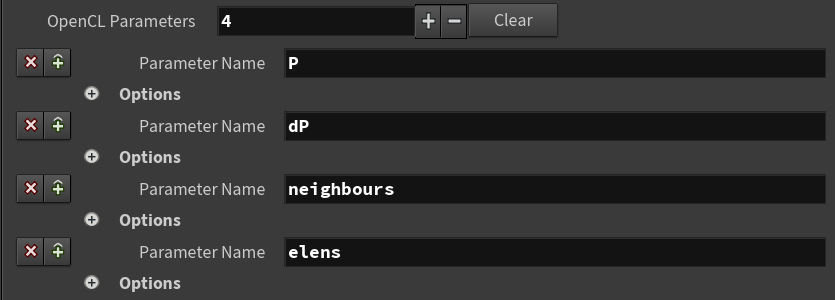 OpenCL Parameters 4 Clear
Parameter Name P
Options
Parameter Name dP
Options
Parameter Name neighbours
Options
Parameter Name elens
Options